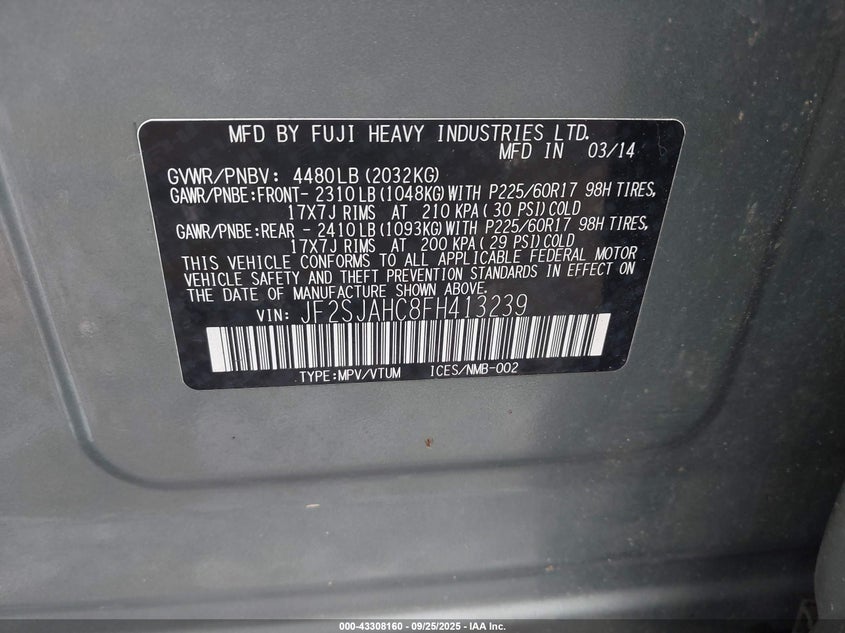 MFD BY FUJI HEAVY INDUSTRIES LTD.
MFD IN 03/14
GVWR/PNBV: 4480LB (2032KG)
GAWR/PNBE:FRONT- 2310 LB (1048KG) WITH P225/60R17 98H TIRES,
17X7J RIMS AT 210 KPA ( 30 PSI) COLD
GAWR/PNBE:REAR - 2410 LB (1093KG) WITH P225/60R17 98H TIRES,
17X7J RIMS AT 200 KPA ( 29 PSI) COLD
THIS VEHICLE CONFORMS TO ALL APPLICABLE FEDERAL MOTOR
VEHICLE SAFETY AND THEFT PREVENTION STANDARDS IN EFFECT ON
THE DATE OF MANUFACTURE SHOWN ABOVE.
VIN: JF2SJAHC8FH413239
TYPE:MPV/VTUM ICES/NMB-002
000-43308160 - 09/25/2025 - IAA Inc.